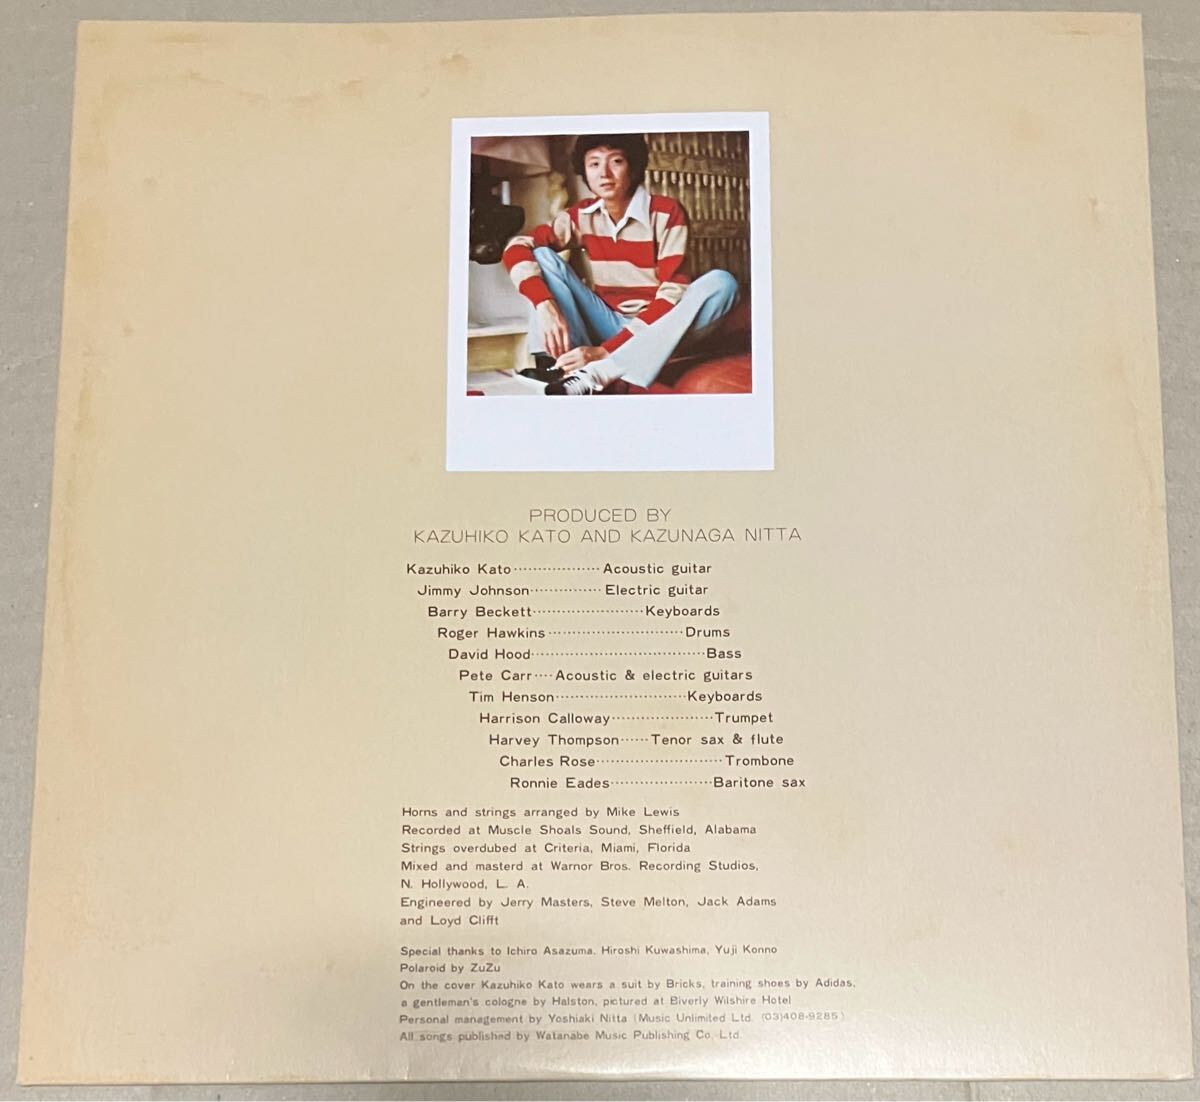 PRODUCED BY
KAZUHIKO KATO AND KAZUNAGA NITTA
Kazuhiko Kato·················Acoustic guitar
Jimmy Johnson···············Electric guitar
Barry Beckett·······················Keyboards
Roger Hawkins····························Drums
David Hood····································Bass
Pete Carr····Acoustic & electric guitars
Tim Henson···························Keyboards
Harrison Calloway·····················Trumpet
Harvey Thompson······Tenor sax & flute
Charles Rose··························Trombone
Ronnie Eades·····················Baritone sax
Horns and strings arranged by Mike Lewis
Recorded at Muscle Shoals Sound, Sheffield, Alabama
Strings overdubed at Criteria, Miami, Florida
Mixed and masterd at Warnor Bros. Recording Studios,
N. Hollywood, L. A.
Engineered by Jerry Masters, Steve Melton, Jack Adams
and Loyd Clifft
Special thanks to Ichiro Asazuma, Hiroshi Kuwashima, Yuji Konno
Polaroid by ZuZu
On the cover Kazuhiko Kato wears a suit by Bricks, training shoes by Adidas,
a gentleman's cologne by Halston, pictured at Biverly Wilshire Hotel
Personal management by Yoshiaki Nitta (Music Unlimited Ltd. (03)408-9285)
All songs published by Watanabe Music Publishing Co. Ltd.